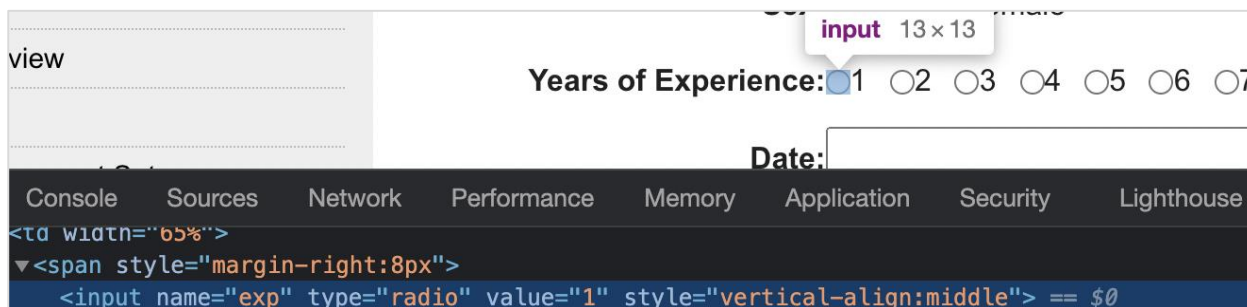 input 13×13
view
Years of Experience: 1 2 3 4 5 6 7
Date:
Console Sources Network Performance Memory Application Security Lighthouse
<td width="65%">
▼<span style="margin-right:8px">
<input name="exp" type="radio" value="1" style="vertical-align:middle"> == $0